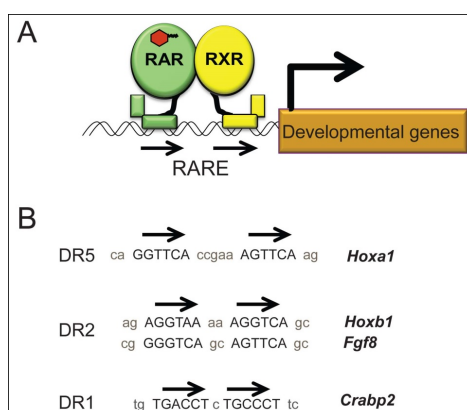 A
RAR RXR
Developmental genes
RARE
B
DR5 ca GGTTCA ccgaa AGTTCA ag Hoxa1
DR2 ag AGGTAA aa AGGTCA gc Hoxb1
cg GGGTCA gc AGTTCA gc Fgf8
DR1 tg TGACCT c TGCCCT tc Crabp2